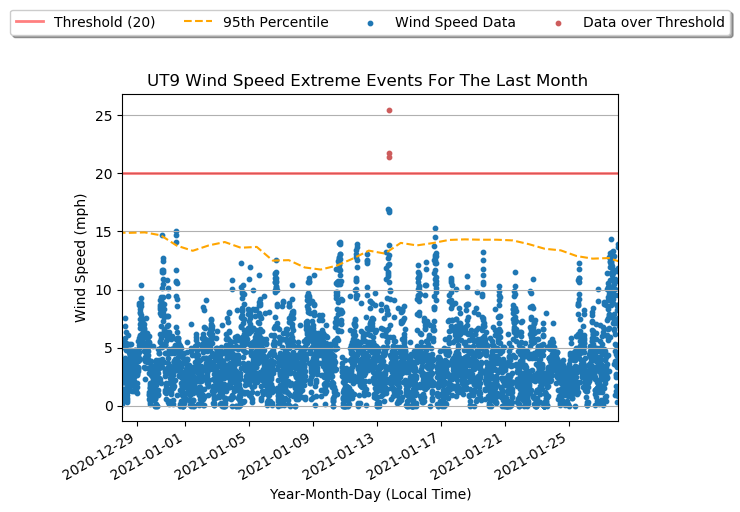 Threshold (20) 95th Percentile Wind Speed Data Data over Threshold
UT9 Wind Speed Extreme Events For The Last Month
Wind Speed (mph)
25
20
15
10
5
0
2020-12-29 2021-01-01 2021-01-05 2021-01-09 2021-01-13 2021-01-17 2021-01-21 2021-01-25
Year-Month-Day (Local Time)